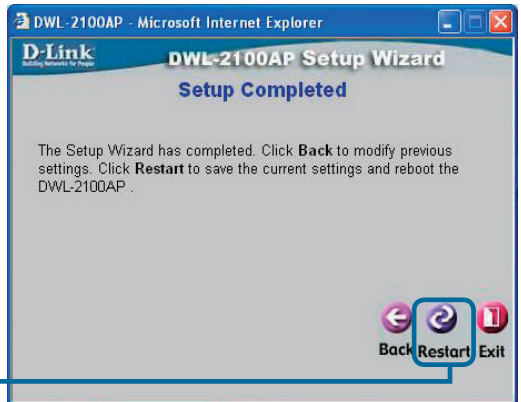 DWL-2100AP - Microsoft Internet Explorer
D-Link
Building Networks for People
DWL-2100AP Setup Wizard
Setup Completed
The Setup Wizard has completed. Click Back to modify previous
settings. Click Restart to save the current settings and reboot the
DWL-2100AP .
Back Restart Exit